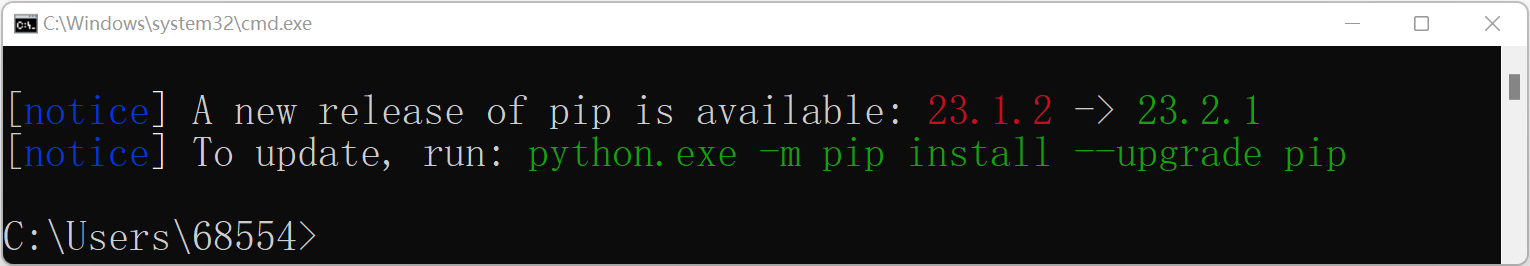 C:\Windows\system32\cmd.exe
[notice] A new release of pip is available: 23.1.2 -> 23.2.1
[notice] To update, run: python.exe -m pip install --upgrade pip
C:\Users\68554>